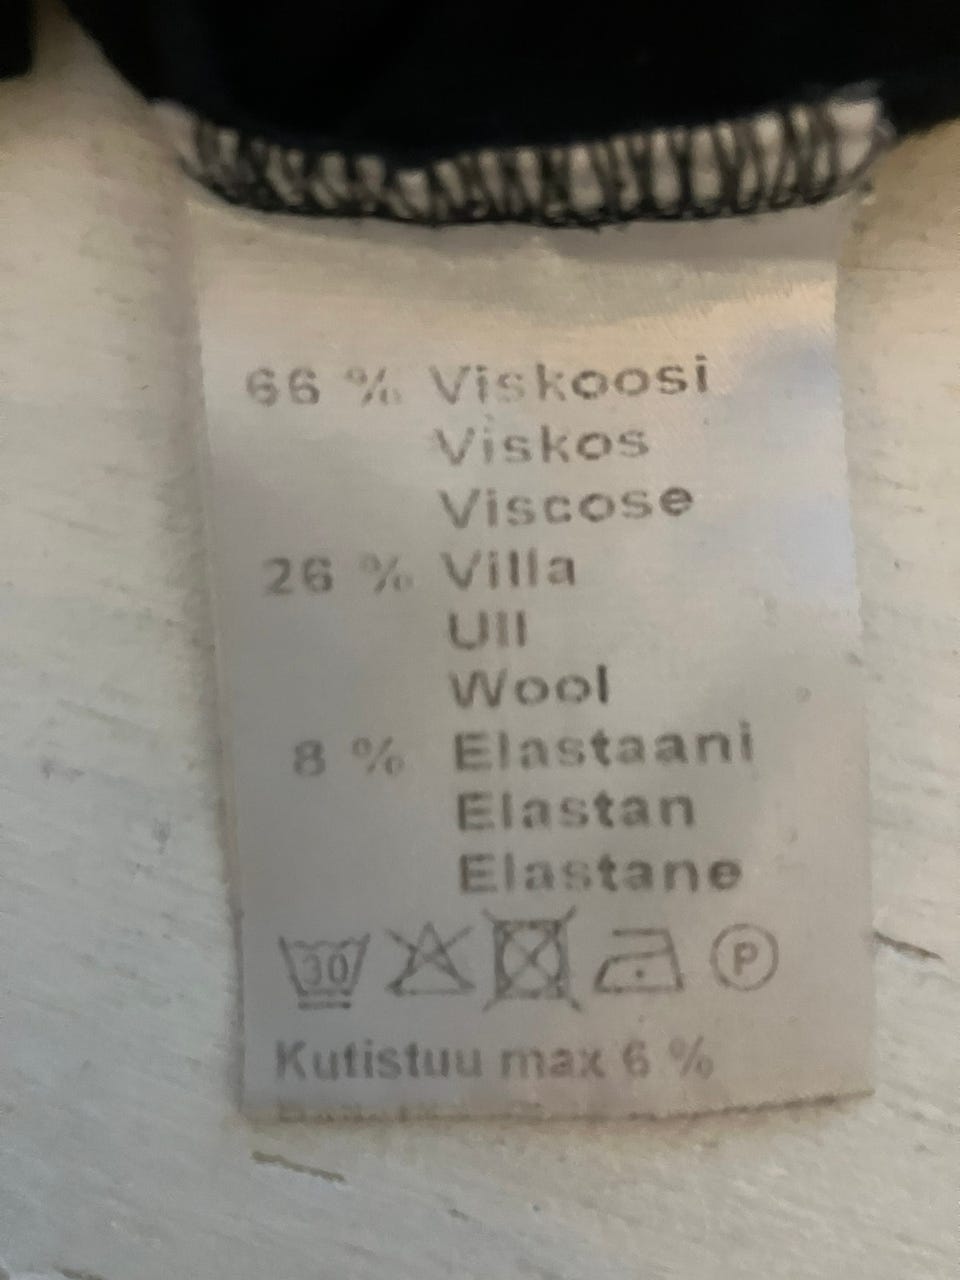 66 % Viskoosi
Viskos
Viscose
26 % Villa
Ull
Wool
8 % Elastaani
Elastan
Elastane
30 P
Kutistuu max 6 %